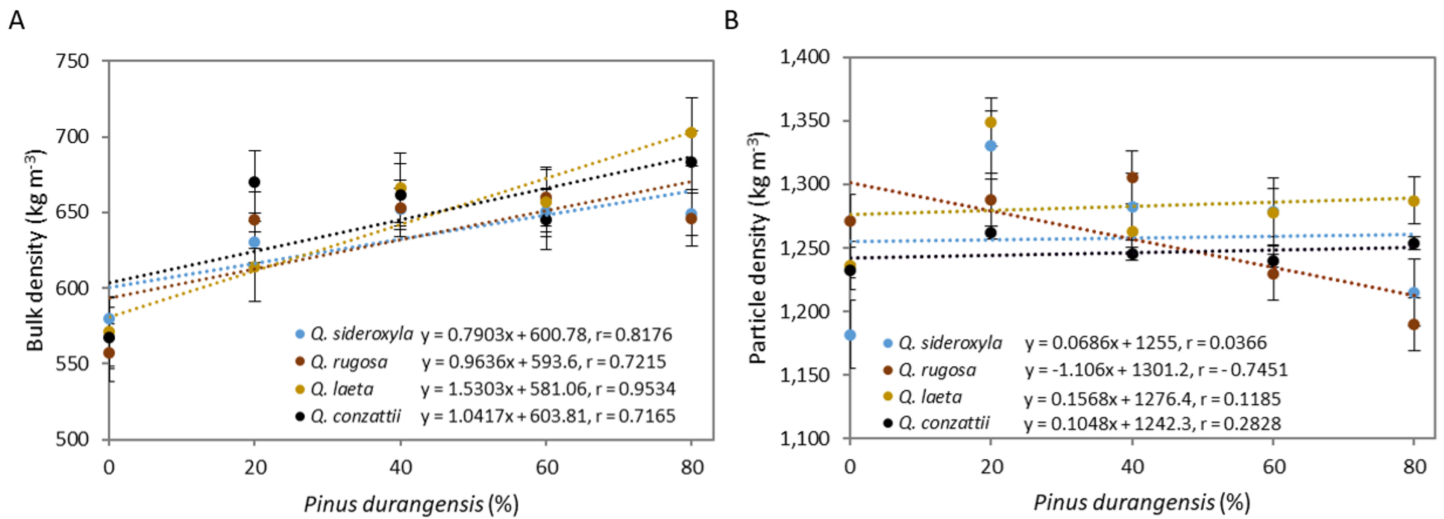 A
Bulk density (kg m-3)
750
700
650
600
550
500
0 20 40 60 80
Pinus durangensis (%)
Q. sideroxyla y = 0.7903x + 600.78, r= 0.8176
Q. rugosa y = 0.9636x + 593.6, r = 0.7215
Q. laeta y = 1.5303x + 581.06, r = 0.9534
Q. conzattii y = 1.0417x + 603.81, r = 0.7165
B
Particle density (kg m-3)
1,400
1,350
1,300
1,250
1,200
1,150
1,100
0 20 40 60 80
Pinus durangensis (%)
Q. sideroxyla y = 0.0686x + 1255, r = 0.0366
Q. rugosa y = -1.106x + 1301.2, r = - 0.7451
Q. laeta y = 0.1568x + 1276.4, r = 0.1185
Q. conzattii y = 0.1048x + 1242.3, r = 0.2828